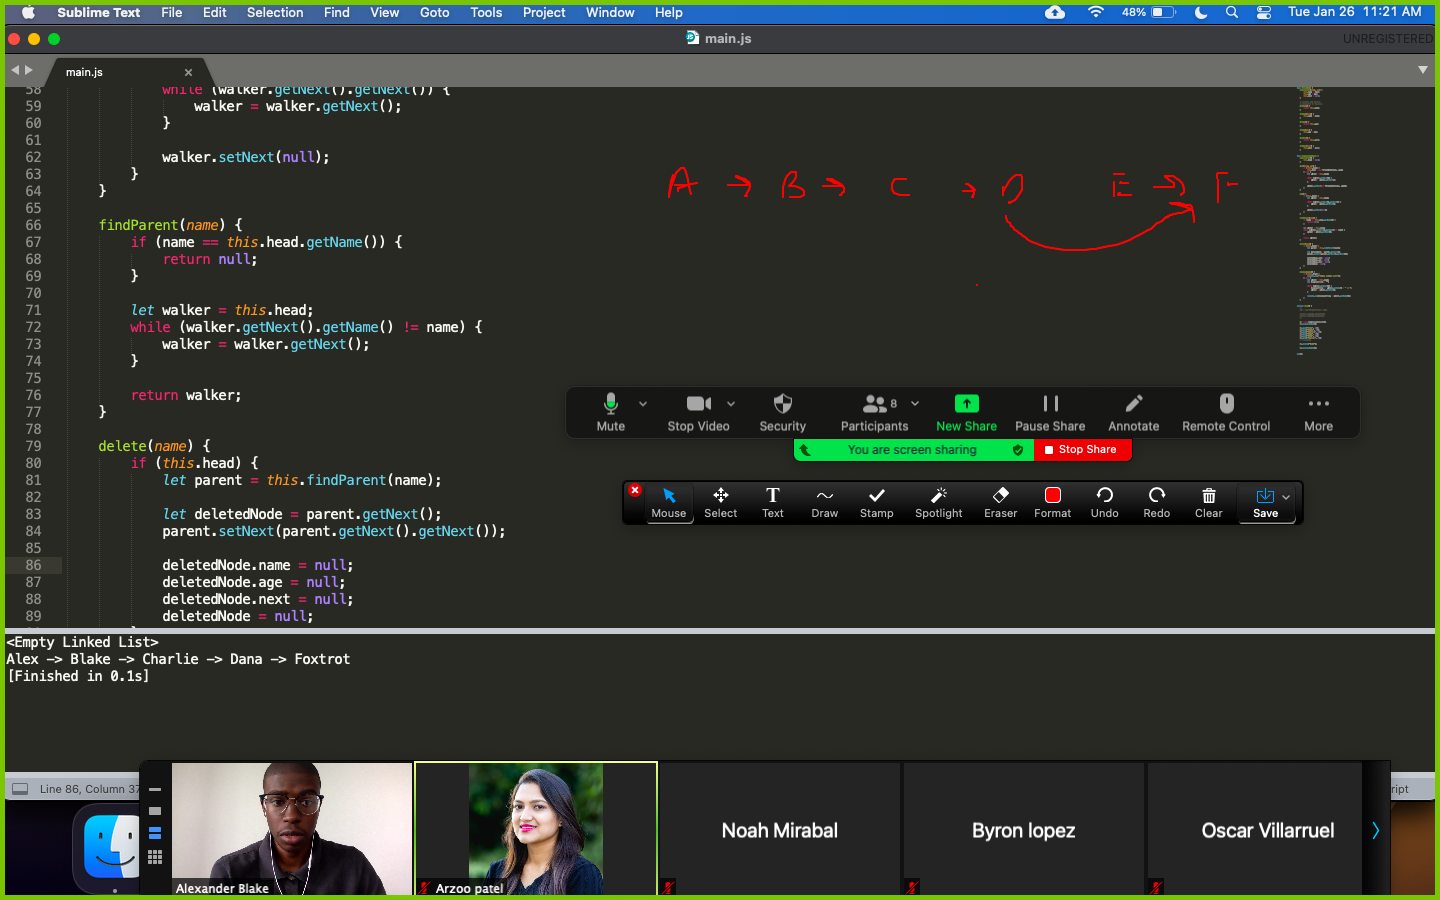 Sublime Text File Edit Selection Find View Goto Tools Project Window Help 48% Tue Jan 26 11:21 AM
main.js UNREGISTERED
main.js ×
58 while (walker.getNext().getNext()) {
59 walker = walker.getNext();
60 }
61
62 walker.setNext(null);
63 }
64 }
65
66 findParent(name) {
67 if (name == this.head.getName()) {
68 return null;
69 }
70
71 let walker = this.head;
72 while (walker.getNext().getName() != name) {
73 walker = walker.getNext();
74 }
75
76 return walker;
77 }
78
79 delete(name) {
80 if (this.head) {
81 let parent = this.findParent(name);
82
83 let deletedNode = parent.getNext();
84 parent.setNext(parent.getNext().getNext());
85
86 deletedNode.name = null;
87 deletedNode.age = null;
88 deletedNode.next = null;
89 deletedNode = null;
A → B → C → D E → F
8
Mute Stop Video Security Participants New Share Pause Share Annotate Remote Control More
You are screen sharing Stop Share
Mouse Select Text Draw Stamp Spotlight Eraser Format Undo Redo Clear Save
<Empty Linked List>
Alex -> Blake -> Charlie -> Dana -> Foxtrot
[Finished in 0.1s]
Line 86, Column 37 ript
Noah Mirabal Byron lopez Oscar Villarruel
Alexander Blake Arzoo patel